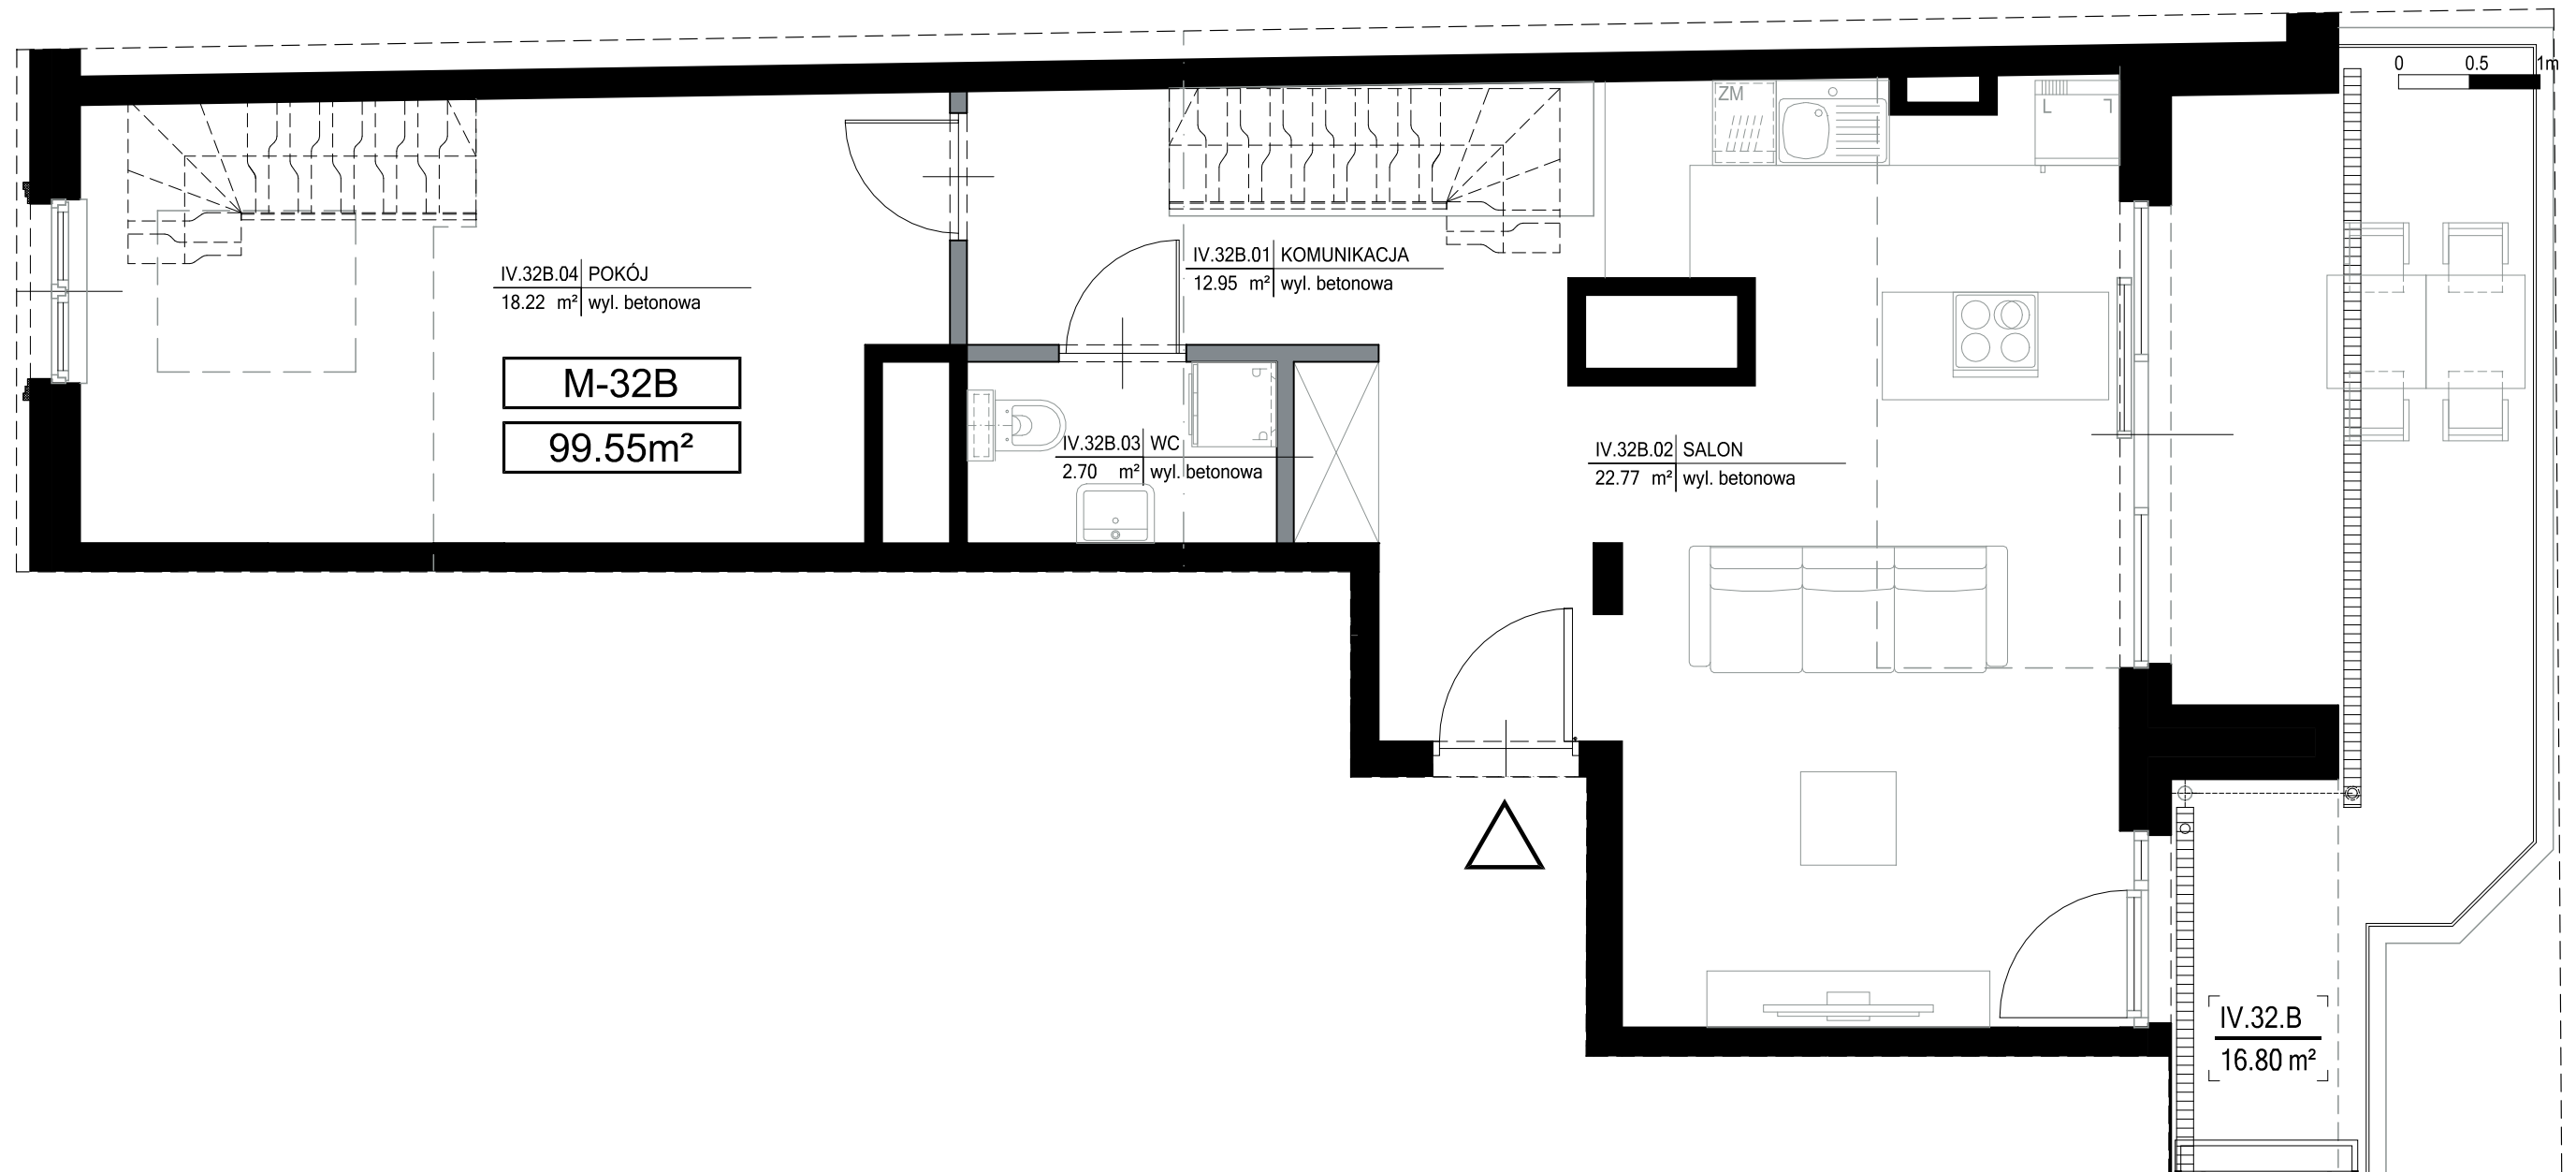 0 0.5 1m
ZM
IV.32B.01 KOMUNIKACJA
12.95 m² wyl. betonowa
IV.32B.04 POKÓJ
18.22 m² wyl. betonowa
M-32B
99.55m²
IV.32B.03 WC
2.70 m² wyl. betonowa
IV.32B.02 SALON
22.77 m² wyl. betonowa
IV.32.B
16.80 m²